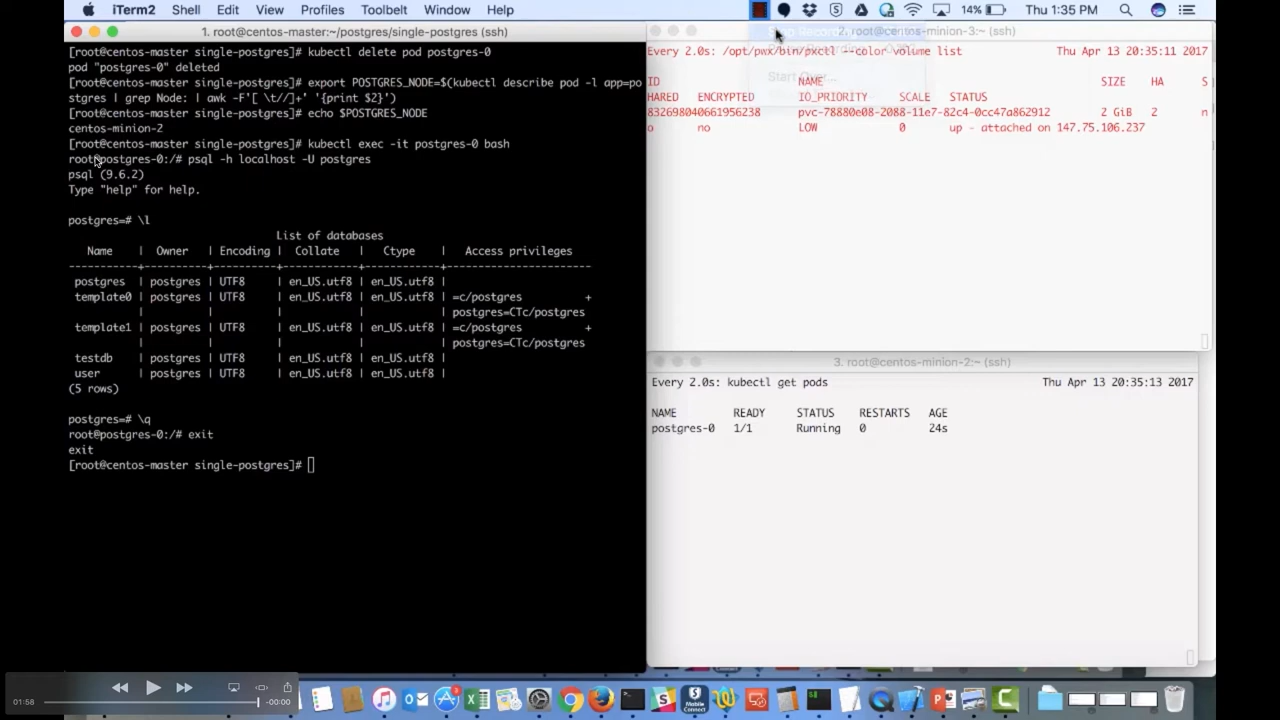 iTerm2 Shell Edit View Profiles Toolbelt Window Help 14% Thu 1:35 PM
1. root@centos-master:~/postgres/single-postgres (ssh)
[root@centos-master single-postgres]# kubectl delete pod postgres-0
pod "postgres-0" deleted
[root@centos-master single-postgres]# export POSTGRES_NODE=$(kubectl describe pod -l app=po
stgres | grep Node: | awk -F'[ \t//]+' '{print $2}')
[root@centos-master single-postgres]# echo $POSTGRES_NODE
centos-minion-2
[root@centos-master single-postgres]# kubectl exec -it postgres-0 bash
root@postgres-0:/# psql -h localhost -U postgres
psql (9.6.2)
Type "help" for help.
postgres=# \l
List of databases
Name | Owner | Encoding | Collate | Ctype | Access privileges
-----------+----------+----------+------------+------------+-----------------------
postgres | postgres | UTF8 | en_US.utf8 | en_US.utf8 |
template0 | postgres | UTF8 | en_US.utf8 | en_US.utf8 | =c/postgres +
| | | | | postgres=CTc/postgres
template1 | postgres | UTF8 | en_US.utf8 | en_US.utf8 | =c/postgres +
| | | | | postgres=CTc/postgres
testdb | postgres | UTF8 | en_US.utf8 | en_US.utf8 |
user | postgres | UTF8 | en_US.utf8 | en_US.utf8 |
(5 rows)
postgres=# \q
root@postgres-0:/# exit
exit
[root@centos-master single-postgres]#
2. root@centos-minion-3:~ (ssh)
Stop Recording
Start Over...
Every 2.0s: /opt/pwx/bin/pxctl --color volume list Thu Apr 13 20:35:11 2017
ID NAME SIZE HA S
HARED ENCRYPTED IO_PRIORITY SCALE STATUS
832698040661956238 pvc-78880e08-2088-11e7-82c4-0cc47a862912 2 GiB 2 n
o no LOW 0 up - attached on 147.75.106.237
3. root@centos-minion-2:~ (ssh)
Every 2.0s: kubectl get pods Thu Apr 13 20:35:13 2017
NAME READY STATUS RESTARTS AGE
postgres-0 1/1 Running 0 24s
01:58 -00:00
Mobile
Connect